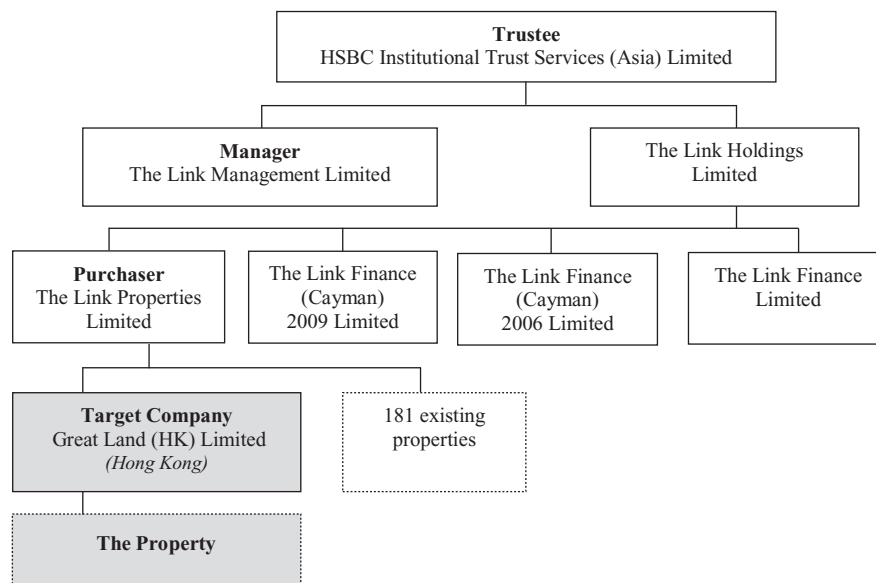 Trustee
HSBC Institutional Trust Services (Asia) Limited
Manager
The Link Management Limited
The Link Holdings
Limited
Purchaser
The Link Properties
Limited
The Link Finance
(Cayman)
2009 Limited
The Link Finance
(Cayman)
2006 Limited
The Link Finance
Limited
Target Company
Great Land (HK) Limited
(Hong Kong)
181 existing
properties
The Property